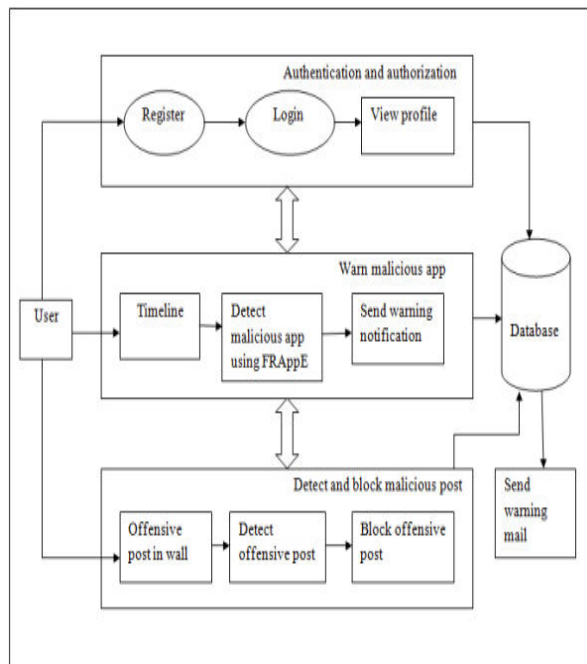 Authentication and authorization
Register
Login
View profile
Warn malicious app
User
Timeline
Detect
malicious app
using FRAppE
Send warning
notification
Database
Detect and block malicious post
Offensive
post in wall
Detect
offensive post
Block offensive
post
Send
warning
mail